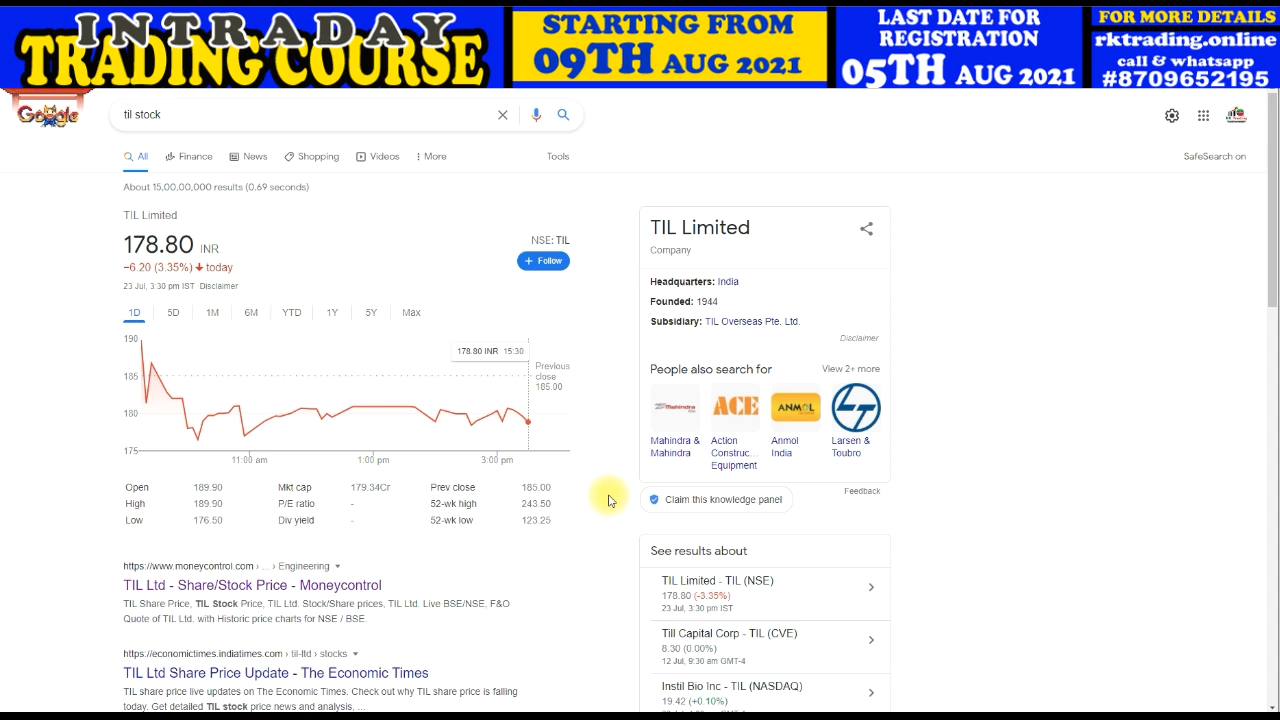 INTRADAY
TRADING COURSE
STARTING FROM
09TH AUG 2021
LAST DATE FOR
REGISTRATION
05TH AUG 2021
FOR MORE DETAILS
rktrading.online
call & whatsapp
#8709652195
Google
til stock
All
Finance
News
Shopping
Videos
More
Tools
SafeSearch on
About 15,00,00,000 results (0.69 seconds)
TIL Limited
178.80 INR
NSE: TIL
−6.20 (3.35%) today
+ Follow
23 Jul, 3:30 pm IST Disclaimer
1D 5D 1M 6M YTD 1Y 5Y Max
190
185
180
175
178.80 INR 15:30
Previous
close
185.00
11:00 am 1:00 pm 3:00 pm
Open 189.90 Mkt cap 179.34Cr Prev close 185.00
High 189.90 P/E ratio - 52-wk high 243.50
Low 176.50 Div yield - 52-wk low 123.25
https://www.moneycontrol.com › ... › Engineering
TIL Ltd - Share/Stock Price - Moneycontrol
TIL Share Price, TIL Stock Price, TIL Ltd. Stock/Share prices, TIL Ltd. Live BSE/NSE, F&O
Quote of TIL Ltd. with Historic price charts for NSE / BSE.
https://economictimes.indiatimes.com › til-ltd › stocks
TIL Ltd Share Price Update - The Economic Times
TIL share price live updates on The Economic Times. Check out why TIL share price is falling
today. Get detailed TIL stock price news and analysis, ...
TIL Limited
Company
Headquarters: India
Founded: 1944
Subsidiary: TIL Overseas Pte. Ltd.
Disclaimer
People also search for
View 2+ more
Mahindra
ACE
ANMOL
Mahindra &
Mahindra
Action
Construc...
Equipment
Anmol
India
Larsen &
Toubro
Claim this knowledge panel
Feedback
See results about
TIL Limited - TIL (NSE)
178.80 (-3.35%)
23 Jul, 3:30 pm IST
Till Capital Corp - TIL (CVE)
8.30 (0.00%)
12 Jul, 9:30 am GMT-4
Instil Bio Inc - TIL (NASDAQ)
19.42 (+0.10%)